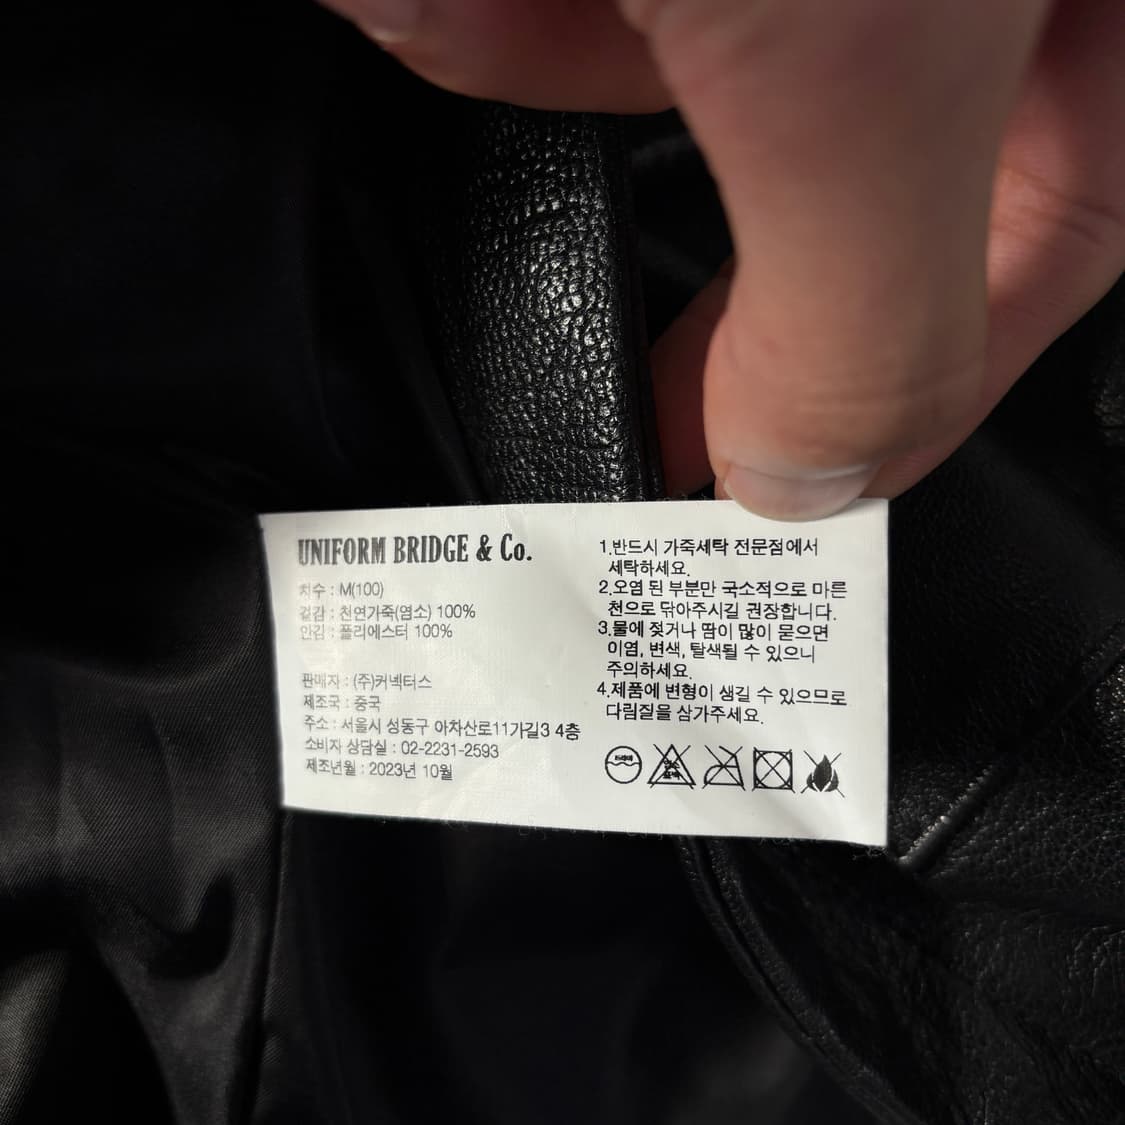 UNIFORM BRIDGE & Co.
치수 : M(100)
겉감 : 천연가죽(염소) 100%
안감 : 폴리에스터 100%
판매자 : (주)커넥터스
제조국 : 중국
주소 : 서울시 성동구 아차산로11가길3 4층
소비자 상담실 : 02-2231-2593
제조년월 : 2023년 10월
1.반드시 가죽세탁 전문점에서
세탁하세요.
2.오염 된 부분만 국소적으로 마른
천으로 닦아주시길 권장합니다.
3.물에 젖거나 땀이 많이 묻으면
이염, 변색, 탈색될 수 있으니
주의하세요.
4.제품에 변형이 생길 수 있으므로
다림질을 삼가주세요.
드라이